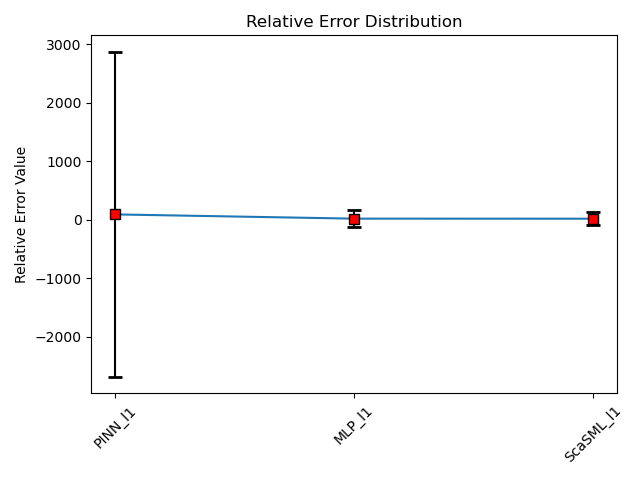 Relative Error Distribution
Relative Error Value
3000
2000
1000
0
−1000
−2000
PINN_l1
MLP_l1
ScaSML_l1